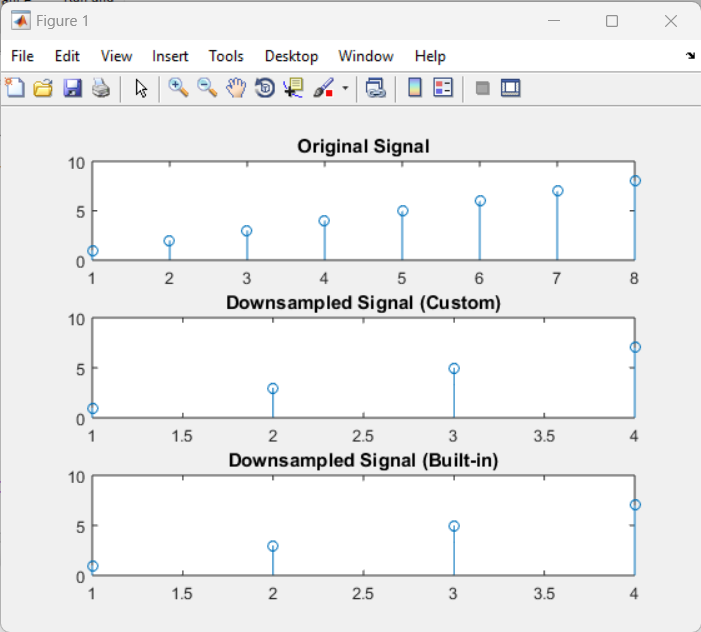 Figure 1
File Edit View Insert Tools Desktop Window Help
Original Signal
10
5
0
1 2 3 4 5 6 7 8
Downsampled Signal (Custom)
10
5
0
1 1.5 2 2.5 3 3.5 4
Downsampled Signal (Built-in)
10
5
0
1 1.5 2 2.5 3 3.5 4